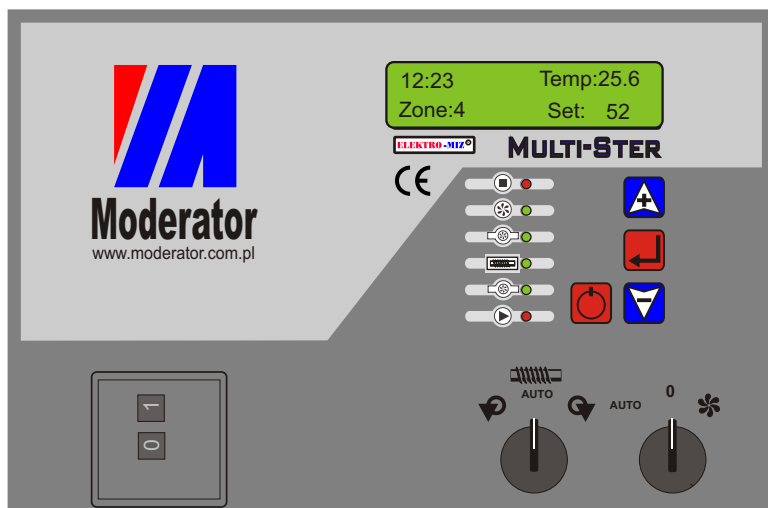 12:23 Temp:25.6
Zone:4 Set: 52
ELEKTRO-MIZ®
MULTI-STER
CE
Moderator
www.moderator.com.pl
AUTO
AUTO 0
1
0